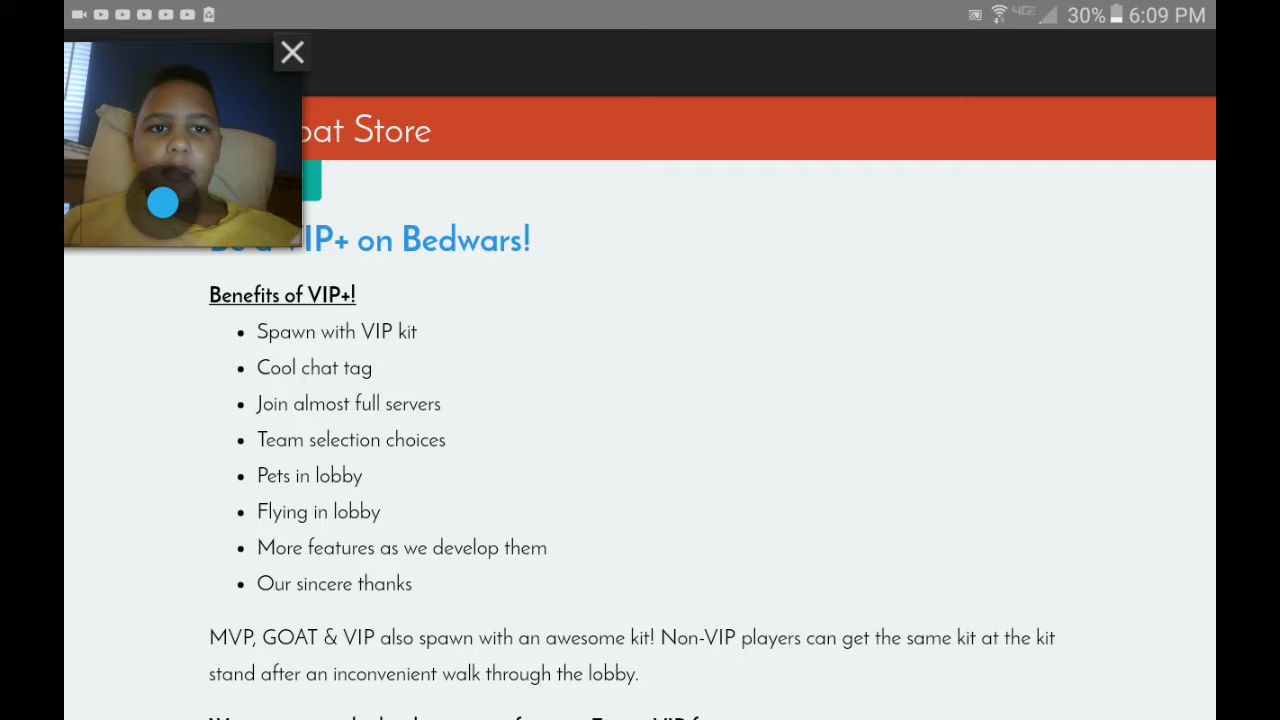 4G LTE 30% 6:09 PM
Store
VIP+ on Bedwars!
Benefits of VIP+!
Spawn with VIP kit
Cool chat tag
Join almost full servers
Team selection choices
Pets in lobby
Flying in lobby
More features as we develop them
Our sincere thanks
MVP, GOAT & VIP also spawn with an awesome kit! Non-VIP players can get the same kit at the kit
stand after an inconvenient walk through the lobby.